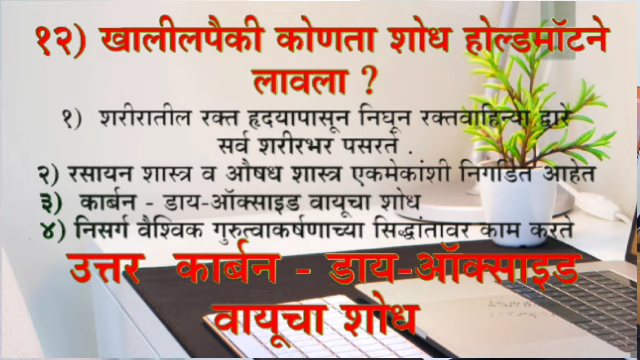 १२) खालीलपैकी कोणता शोध होल्डमॉटने
लावला ?
१) शरीरातील रक्त हृदयापासून निघून रक्तवाहिन्या द्वारे
सर्व शरीरभर पसरते .
२) रसायन शास्त्र व औषध शास्त्र एकमेकांशी निगडित आहेत
३) कार्बन - डाय-ऑक्साइड वायूचा शोध
४) निसर्ग वैश्विक गुरुत्वाकर्षणाच्या सिद्धांतावर काम करते
उत्तर कार्बन - डाय-ऑक्साइड
वायूचा शोध